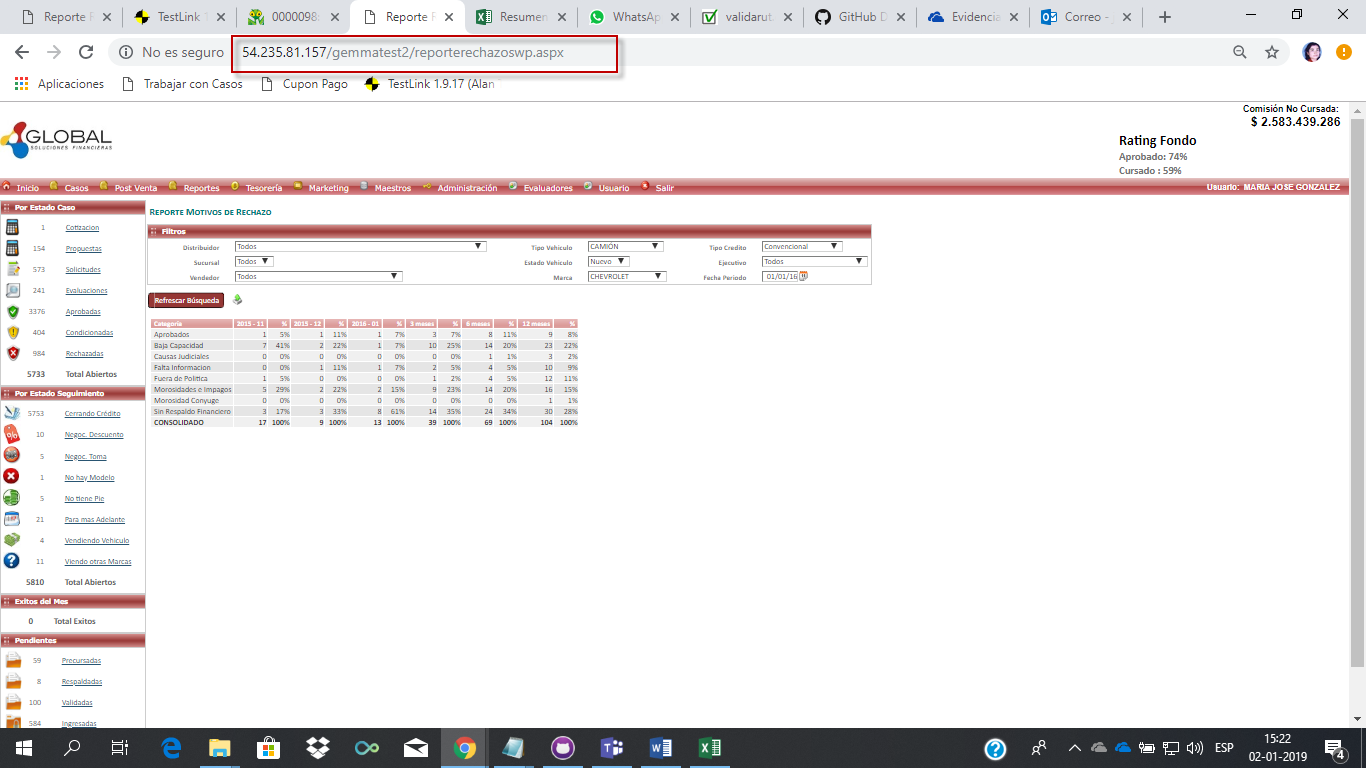 Reporte F
TestLink 1
0000098:
Reporte F
Resumen
WhatsAp
validarut.
GitHub D
Evidencia
Correo -
No es seguro
54.235.81.157/gemmatest2/reporterechazoswp.aspx
Aplicaciones Trabajar con Casos Cupon Pago TestLink 1.9.17 (Alan
Comisión No Cursada:
$ 2.583.439.286
GLOBAL
SOLUCIONES FINANCIERAS
Rating Fondo
Aprobado: 74%
Cursado : 59%
Inicio Casos Post Venta Reportes Tesorería Marketing Maestros Administración Evaluadores Usuario Salir
Usuario: MARIA JOSE GONZALEZ
Por Estado Caso
1 Cotizacion
154 Propuestas
573 Solicitudes
241 Evaluaciones
3376 Aprobadas
404 Condicionadas
984 Rechazadas
5733 Total Abiertos
Por Estado Seguimiento
5753 Cerrando Crédito
10 Negoc. Descuento
5 Negoc. Toma
1 No hay Modelo
5 No tiene Pie
21 Para mas Adelante
4 Vendiendo Vehiculo
11 Viendo otras Marcas
5810 Total Abiertos
Exitos del Mes
0 Total Exitos
Pendientes
59 Precursadas
8 Respaldadas
100 Validadas
584 Ingresadas
REPORTE MOTIVOS DE RECHAZO
Filtros
Distribuidor Todos Tipo Vehiculo CAMIÓN Tipo Credito Convencional
Sucursal Todos Estado Vehiculo Nuevo Ejecutivo Todos
Vendedor Todos Marca CHEVROLET Fecha Periodo 01/01/16
Refrescar Búsqueda
Categoría 2015 - 11 % 2015 - 12 % 2016 - 01 % 3 meses % 6 meses % 12 meses %
Aprobados 1 5% 1 11% 1 7% 3 7% 8 11% 9 8%
Baja Capacidad 7 41% 2 22% 1 7% 10 25% 14 20% 23 22%
Causas Judiciales 0 0% 0 0% 0 0% 0 0% 1 1% 3 2%
Falta Informacion 0 0% 1 11% 1 7% 2 5% 4 5% 10 9%
Fuera de Politica 1 5% 0 0% 0 0% 1 2% 4 5% 12 11%
Morosidades e Impagos 5 29% 2 22% 2 15% 9 23% 14 20% 16 15%
Morosidad Conyuge 0 0% 0 0% 0 0% 0 0% 0 0% 1 1%
Sin Respaldo Financiero 3 17% 3 33% 8 61% 14 35% 24 34% 30 28%
CONSOLIDADO 17 100% 9 100% 13 100% 39 100% 69 100% 104 100%
ESP
15:22
02-01-2019
4